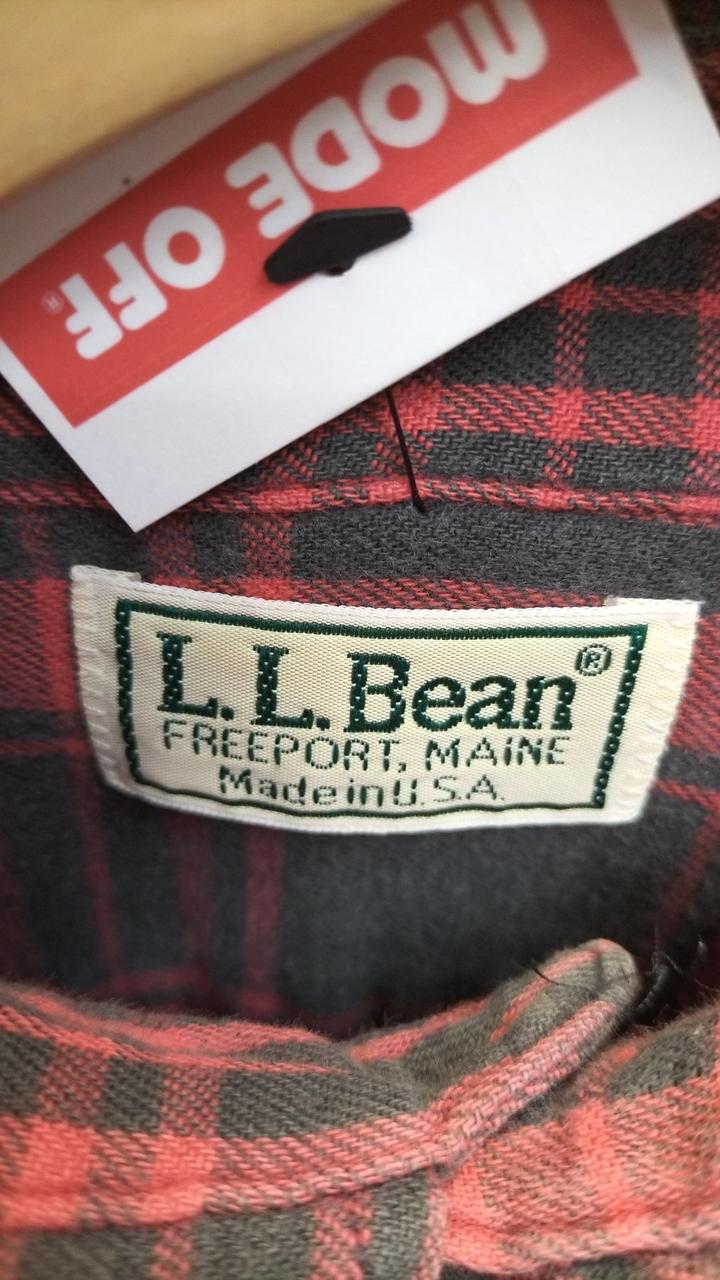 MODE OFF®
L.L.Bean®
FREEPORT, MAINE
Made in U.S.A.